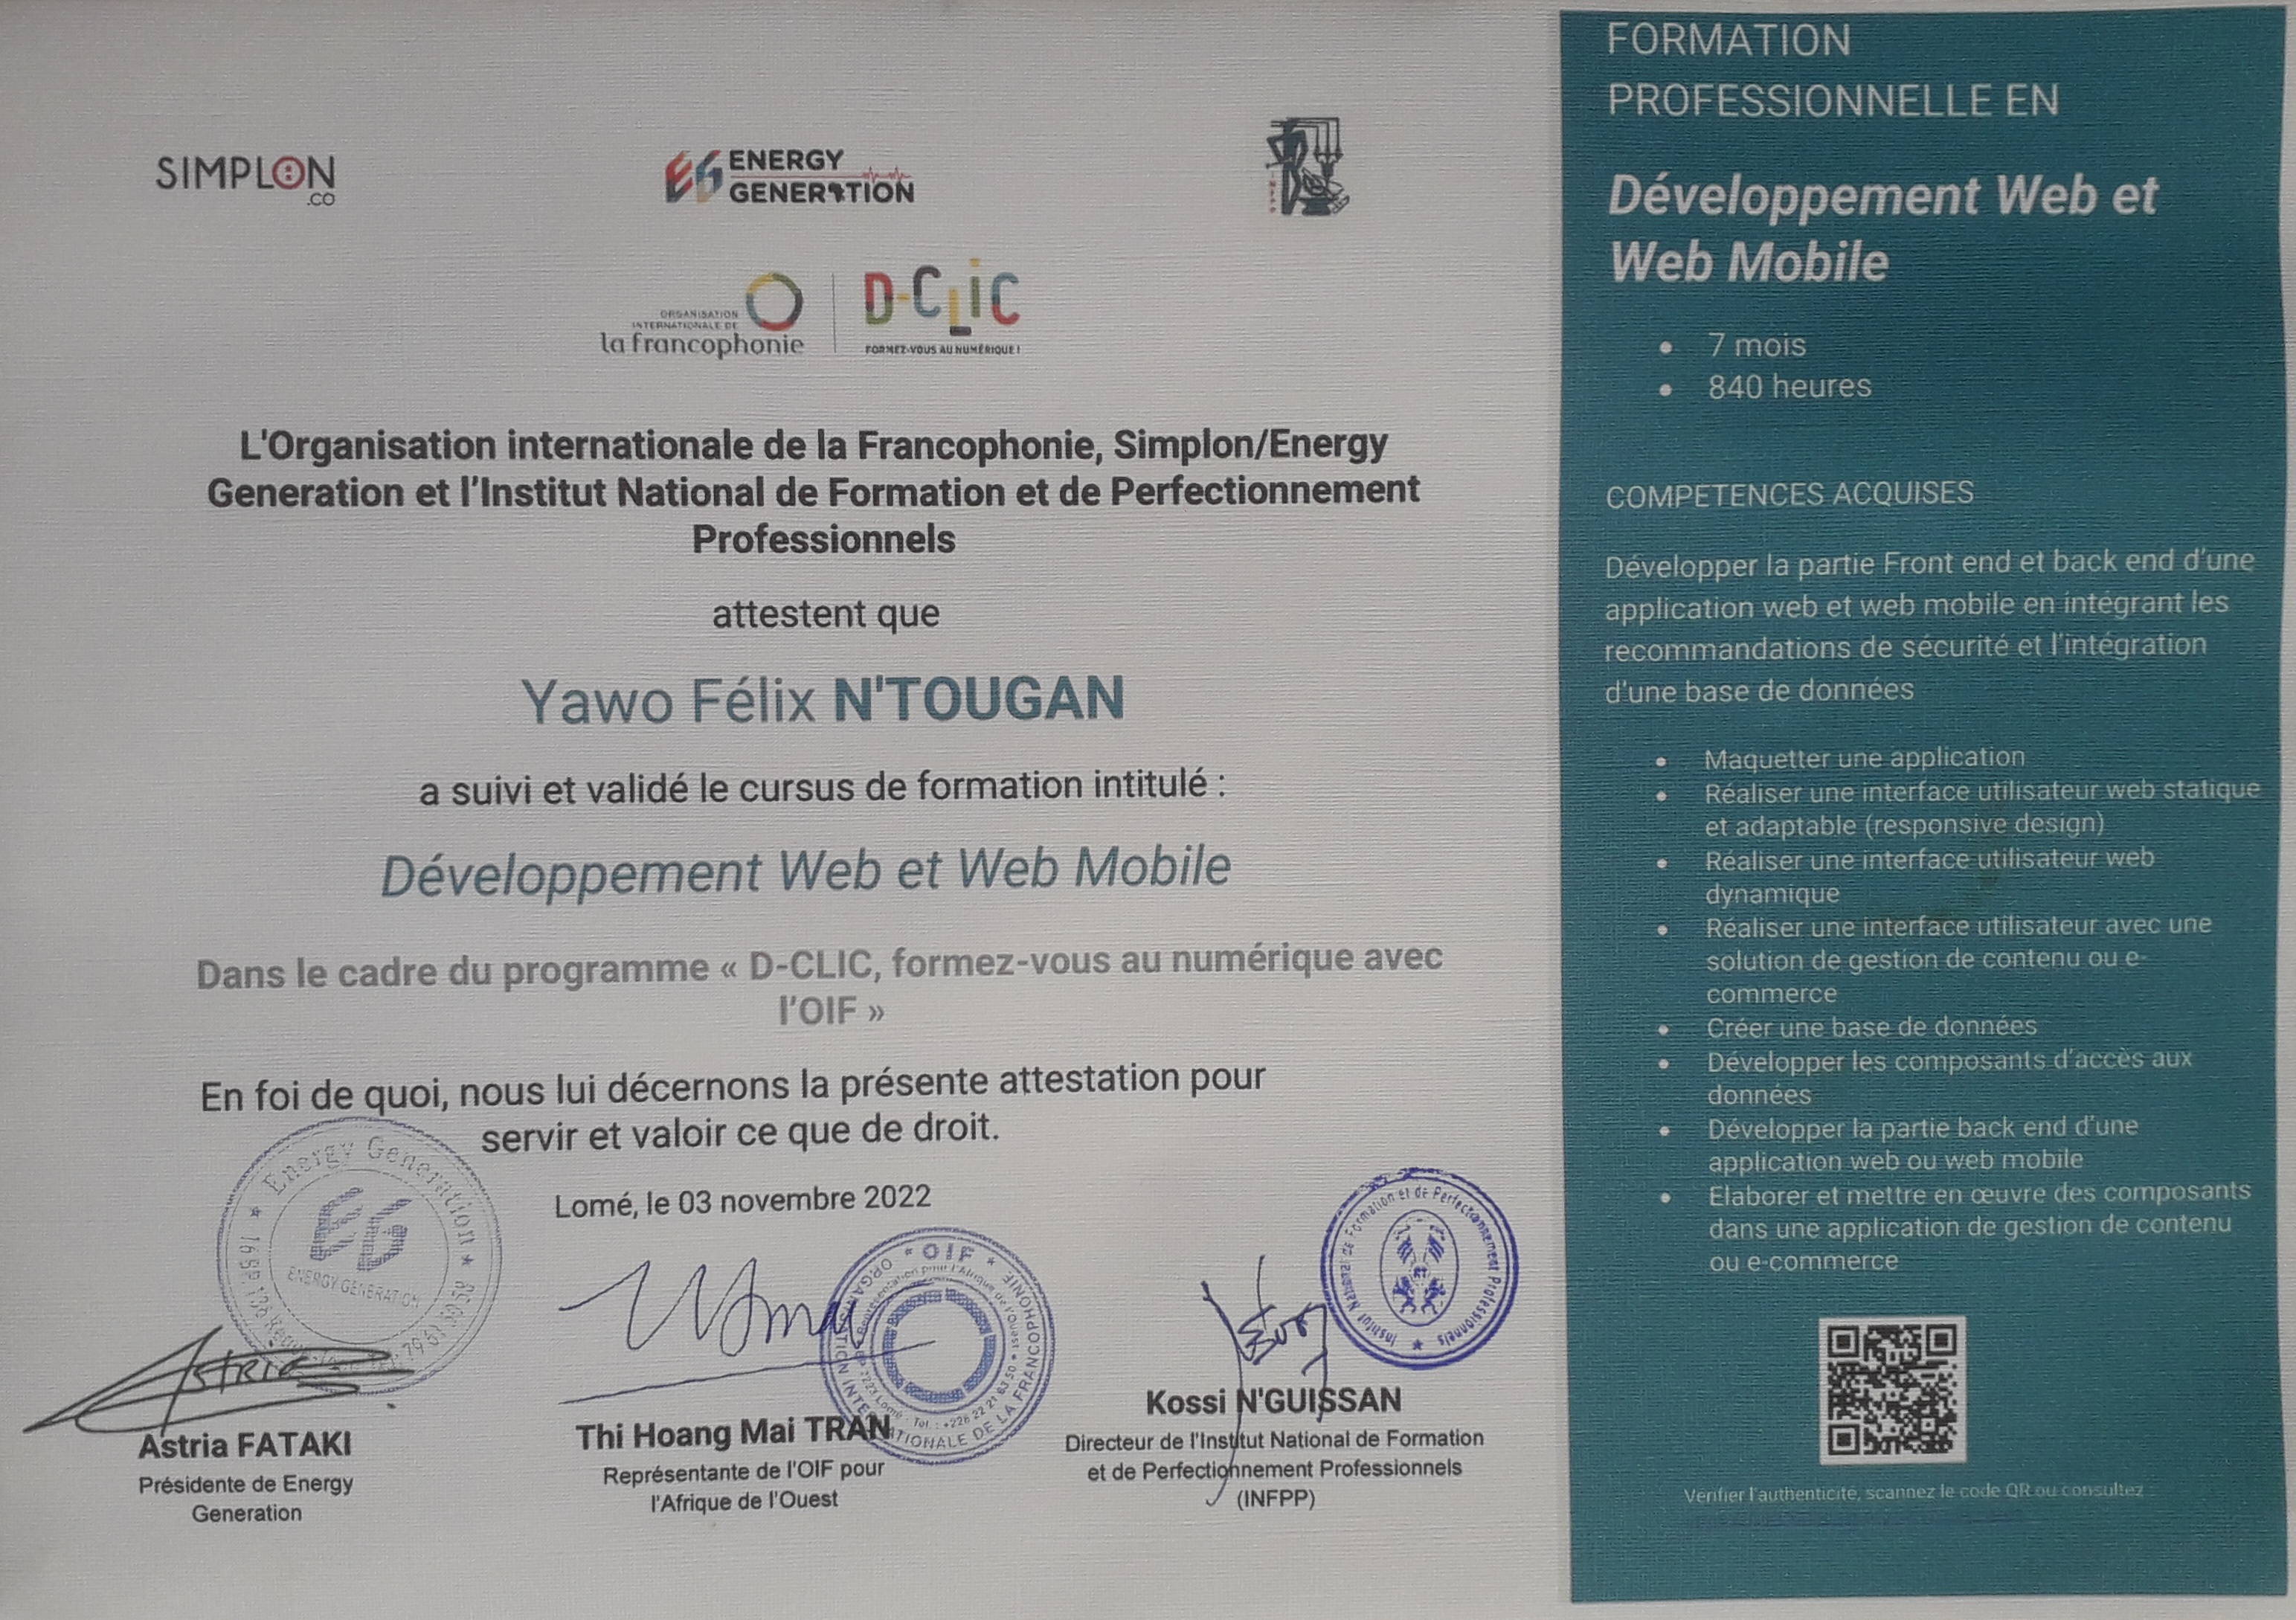 SIMPLON
.CO
ENERGY
GENERATION
ORGANISATION
INTERNATIONALE DE
la francophonie
D-CLIC
FORMEZ-VOUS AU NUMÉRIQUE !
L'Organisation internationale de la Francophonie, Simplon/Energy
Generation et l'Institut National de Formation et de Perfectionnement
Professionnels
attestent que
Yawo Félix N'TOUGAN
a suivi et validé le cursus de formation intitulé :
Développement Web et Web Mobile
Dans le cadre du programme « D-CLIC, formez-vous au numérique avec
l'OIF »
En foi de quoi, nous lui décernons la présente attestation pour
servir et valoir ce que de droit.
Lomé, le 03 novembre 2022
Energy Generation
EG
ENERGY GENERATION
Astria
Astria FATAKI
Présidente de Energy
Generation
OIF
ORGANISATION INTERNATIONALE DE LA FRANCOPHONIE
Représentation pour l'Afrique de l'Ouest
Thi Hoang Mai TRAN
Représentante de l'OIF pour
l'Afrique de l'Ouest
Institut National de Formation et de Perfectionnement Professionnels
Kossi N'GUISSAN
Directeur de l'Institut National de Formation
et de Perfectionnement Professionnels
(INFPP)
FORMATION
PROFESSIONNELLE EN
Développement Web et
Web Mobile
• 7 mois
• 840 heures
COMPETENCES ACQUISES
Développer la partie Front end et back end d'une
application web et web mobile en intégrant les
recommandations de sécurité et l'intégration
d'une base de données
• Maquetter une application
• Réaliser une interface utilisateur web statique
et adaptable (responsive design)
• Réaliser une interface utilisateur web
dynamique
• Réaliser une interface utilisateur avec une
solution de gestion de contenu ou e-
commerce
• Créer une base de données
• Développer les composants d'accès aux
données
• Développer la partie back end d'une
application web ou web mobile
• Elaborer et mettre en œuvre des composants
dans une application de gestion de contenu
ou e-commerce
Vérifier l'authenticité, scannez le code QR ou consultez :